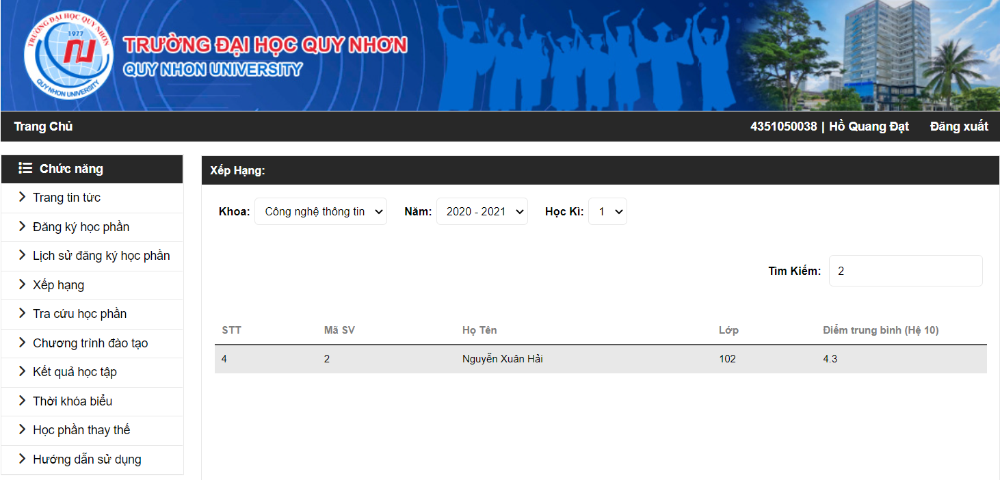 TRƯỜNG ĐẠI HỌC QUY NHƠN
1977
QUY NHON UNIVERSITY
TRƯỜNG ĐẠI HỌC QUY NHƠN
QUY NHON UNIVERSITY
Trang Chủ 4351050038 | Hồ Quang Đạt Đăng xuất
Chức năng
Trang tin tức
Đăng ký học phần
Lịch sử đăng ký học phần
Xếp hạng
Tra cứu học phần
Chương trình đào tạo
Kết quả học tập
Thời khóa biểu
Học phần thay thế
Hướng dẫn sử dụng
Xếp Hạng:
Khoa: Công nghệ thông tin Năm: 2020 - 2021 Học Kì: 1
Tìm Kiếm: 2
STT Mã SV Họ Tên Lớp Điểm trung bình (Hệ 10)
4 2 Nguyễn Xuân Hải 102 4.3